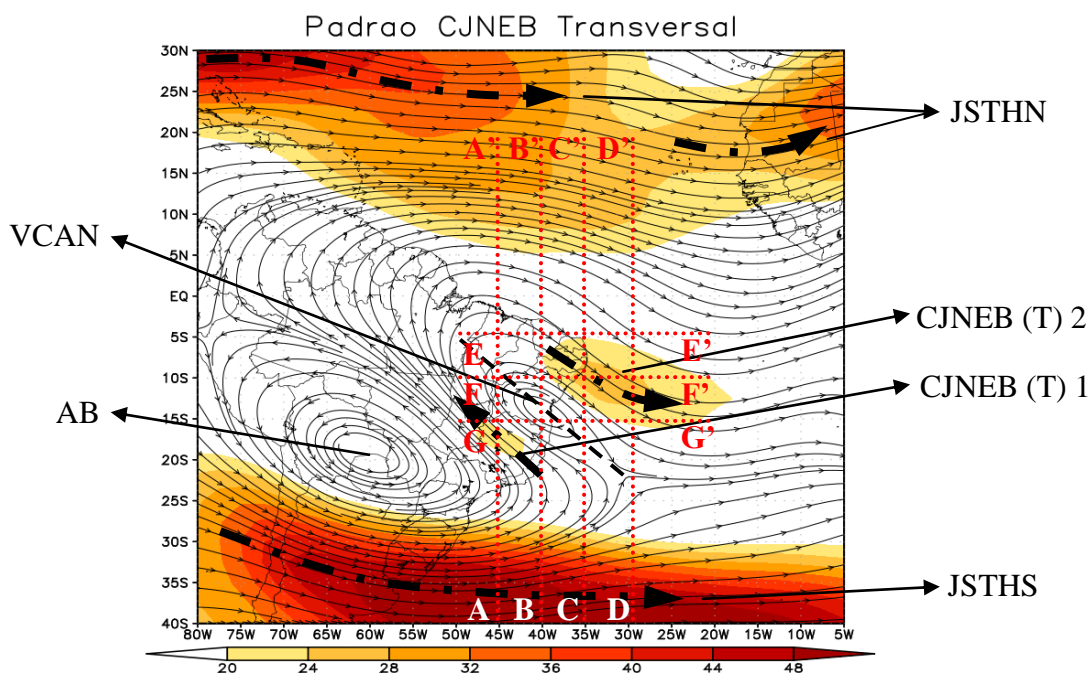 Padrao CJNEB Transversal
30N
25N
20N
15N
10N
5N
EQ
5S
10S
15S
20S
25S
30S
35S
40S
JSTHN
A' B' C' D'
VCAN
CJNEB (T) 2
E E'
CJNEB (T) 1
F F'
AB
G G'
JSTHS
A B C D
80W 75W 70W 65W 60W 55W 50W 45W 40W 35W 30W 25W 20W 15W 10W 5W
20 24 28 32 36 40 44 48